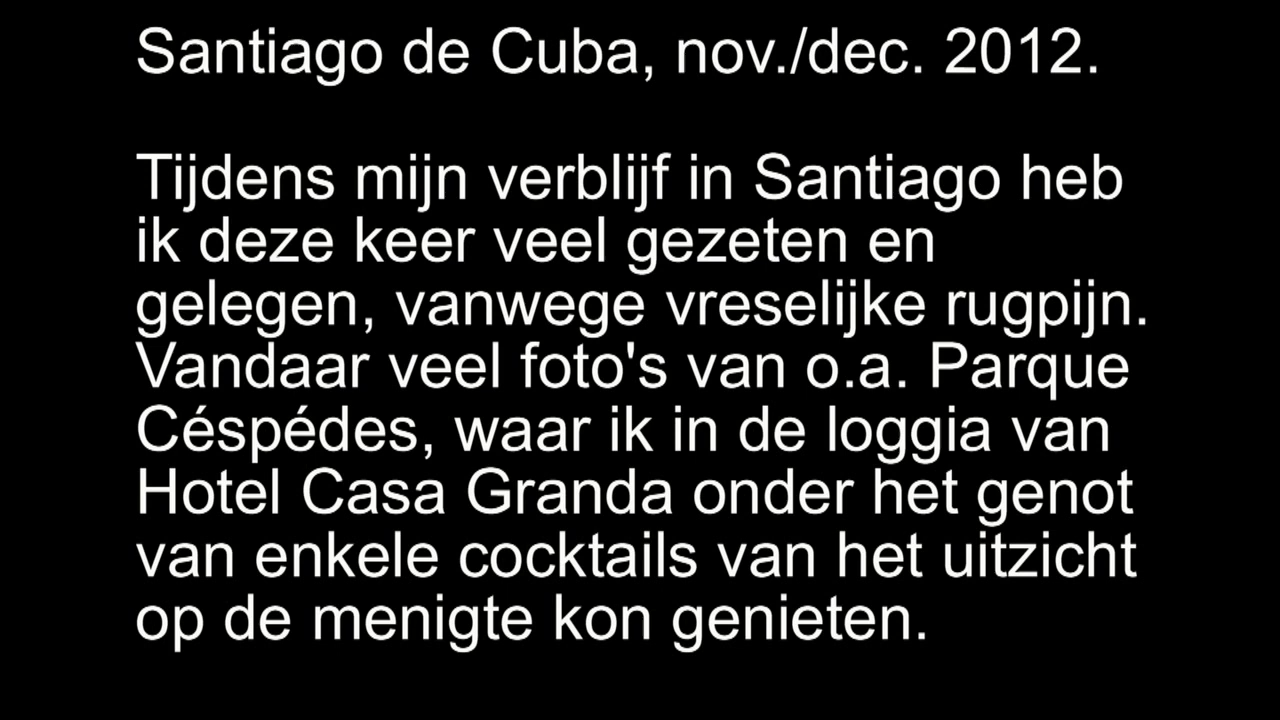 Santiago de Cuba, nov./dec. 2012.
Tijdens mijn verblijf in Santiago heb
ik deze keer veel gezeten en
gelegen, vanwege vreselijke rugpijn.
Vandaar veel foto's van o.a. Parque
Céspédes, waar ik in de loggia van
Hotel Casa Granda onder het genot
van enkele cocktails van het uitzicht
op de menigte kon genieten.